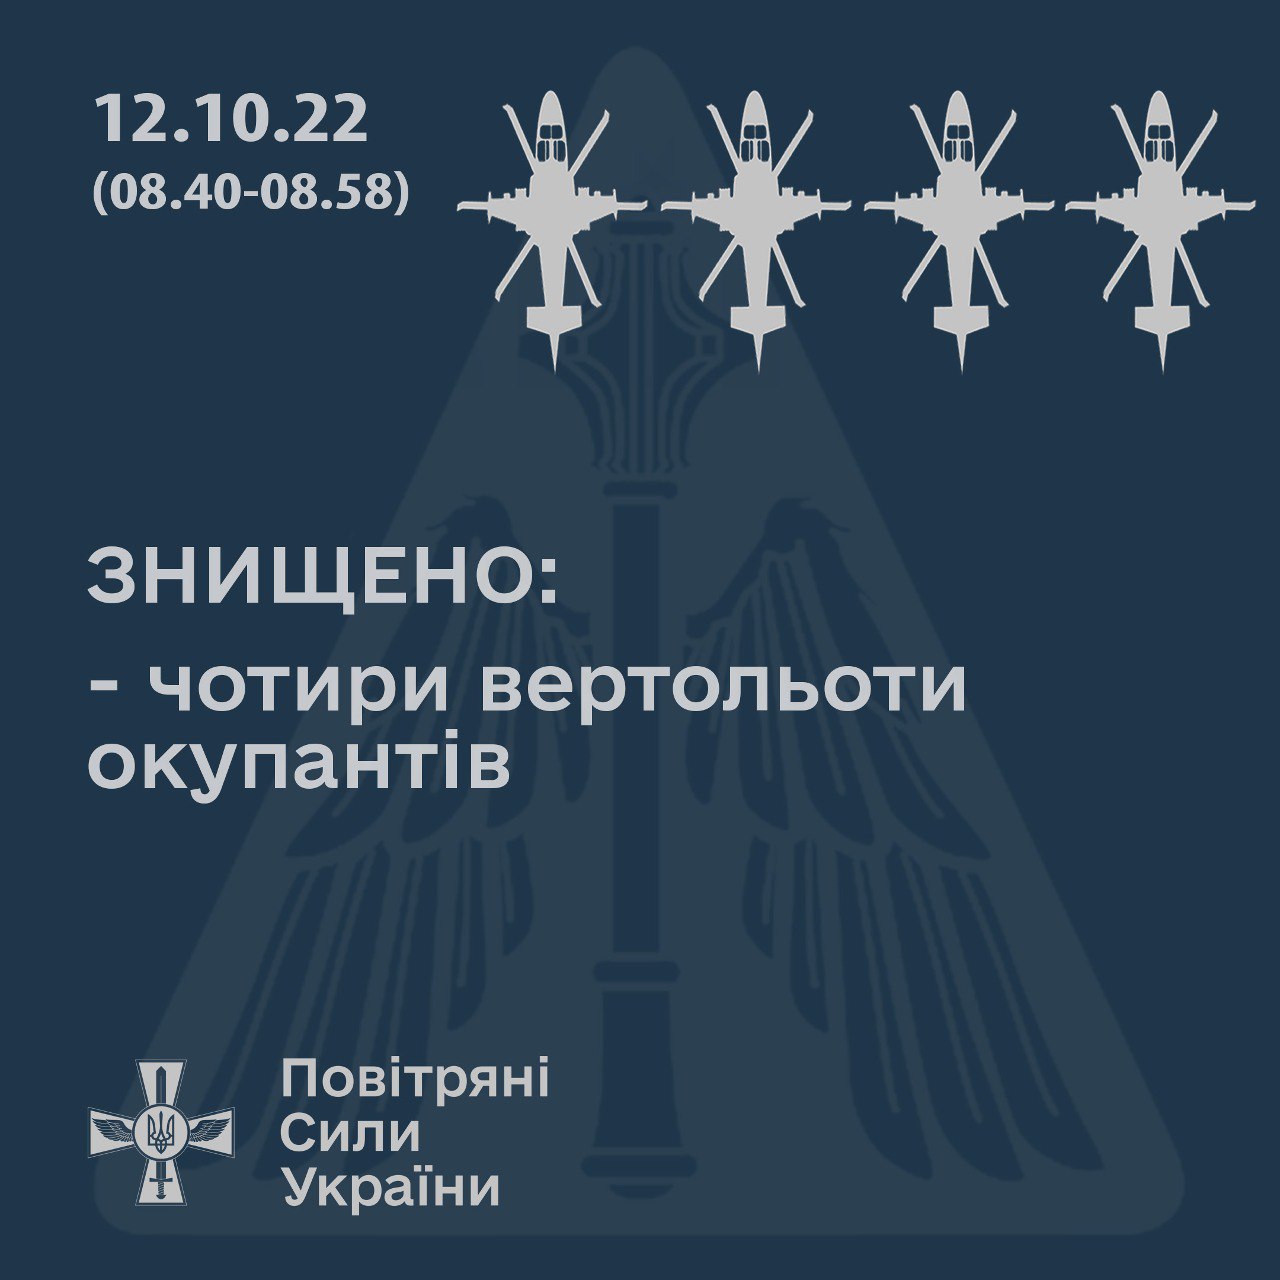 12.10.22
(08.40-08.58)
ЗНИЩЕНО:
- чотири вертольоти
окупантів
Повітряні
Сили
України